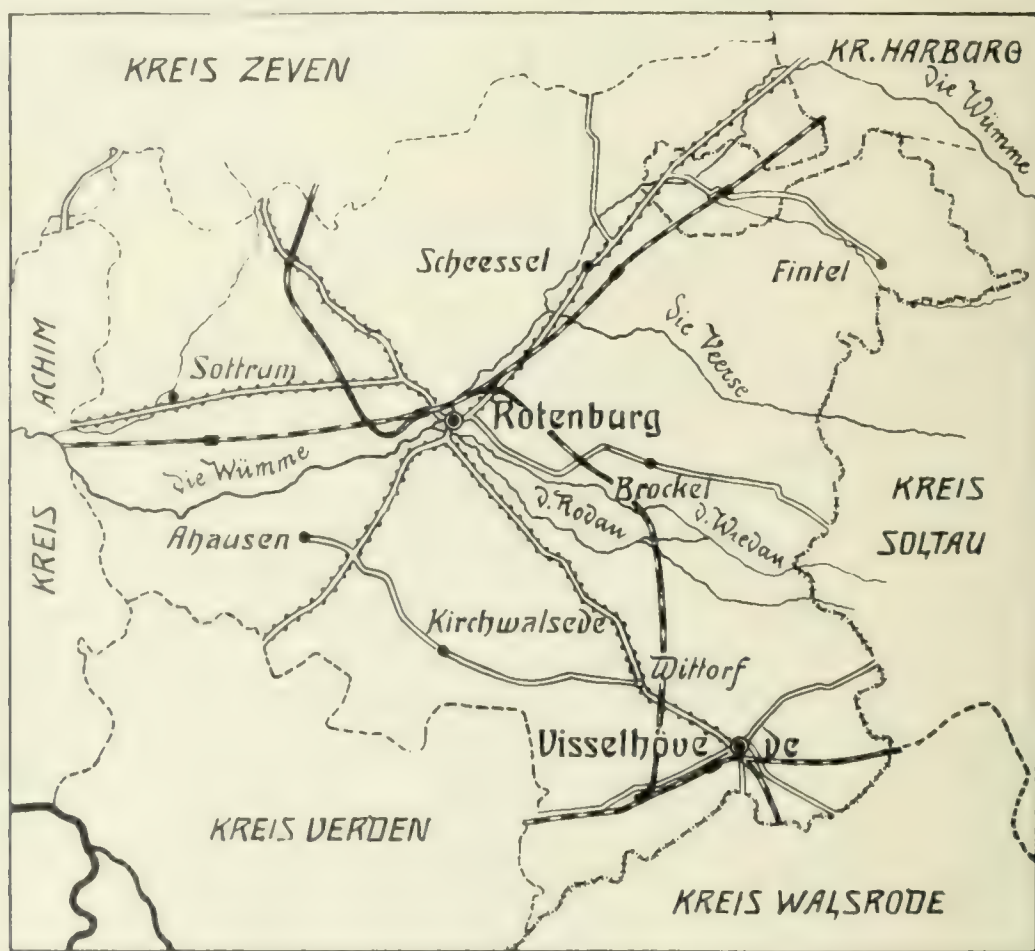 KREIS ZEVEN
KR. HARBURG
die Wümme
Scheessel
Fintel
die Veerse
KREIS ACHIM
Sottrum
Rotenburg
die Wümme
Brockel
d. Rodau
d. Wiedau
KREIS
SOLTAU
Ahausen
Kirchwalsede
Wittorf
Visselhöve de
KREIS VERDEN
KREIS WALSRODE